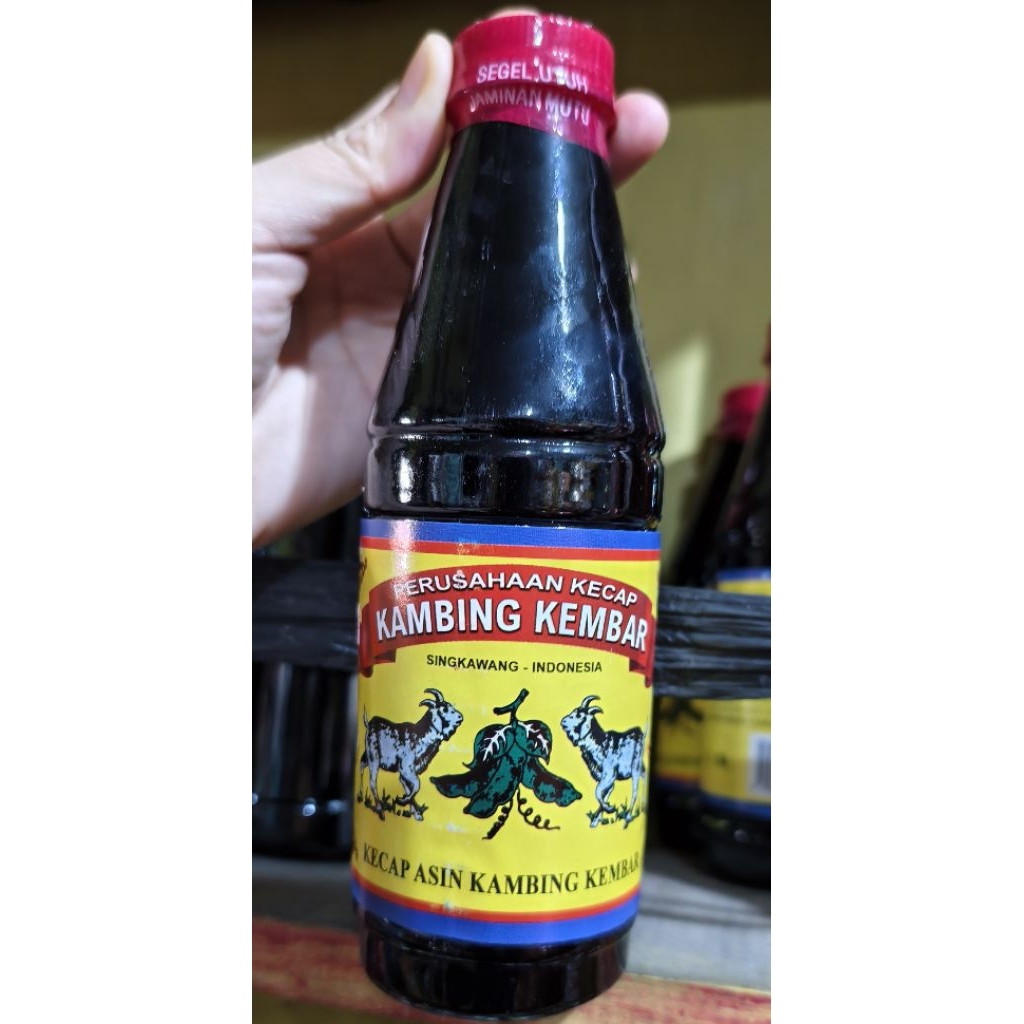 SEGEL UTUH
JAMINAN MUTU
PERUSAHAAN KECAP
KAMBING KEMBAR
SINGKAWANG - INDONESIA
KECAP ASIN KAMBING KEMBAR